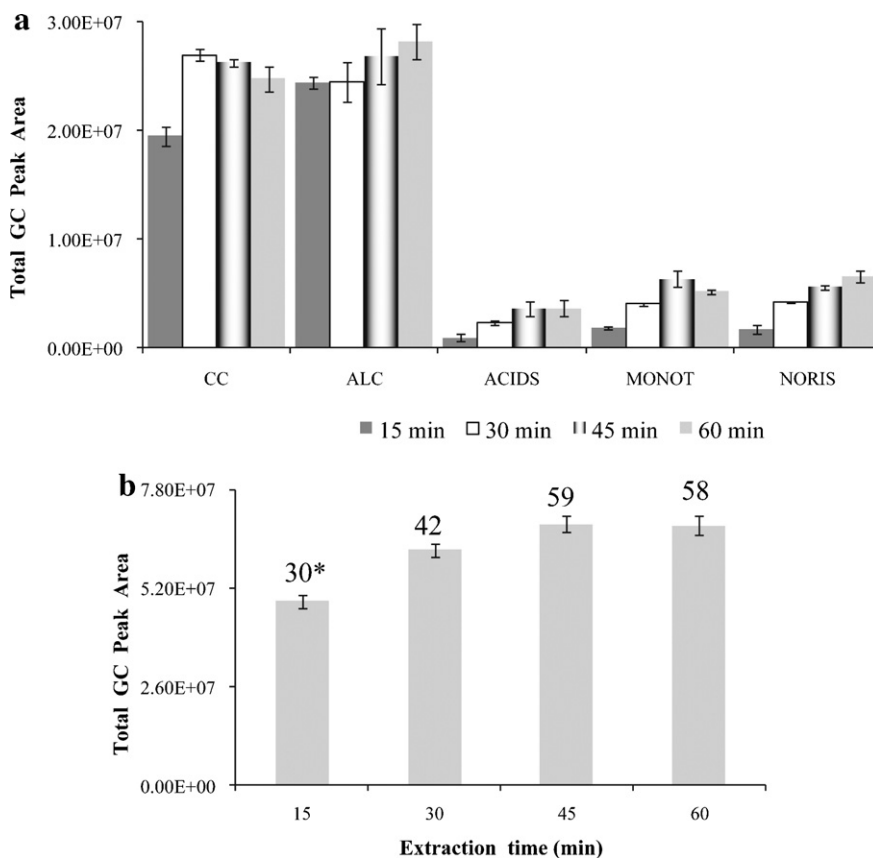 a
Total GC Peak Area
3.00E+07
2.00E+07
1.00E+07
0.00E+00
CC ALC ACIDS MONOT NORIS
15 min 30 min 45 min 60 min
b
Total GC Peak Area
7.80E+07
5.20E+07
2.60E+07
0.00E+00
30* 42 59 58
15 30 45 60
Extraction time (min)